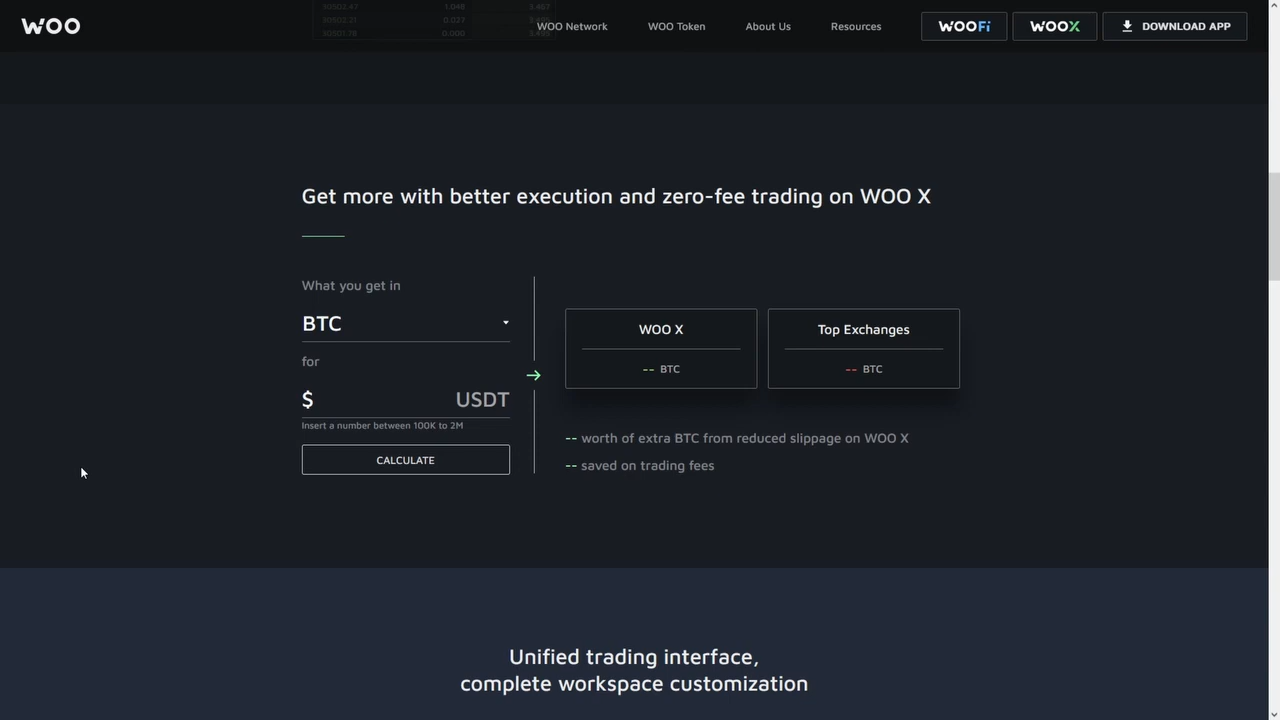 WOO
WOO Network
WOO Token
About Us
Resources
WOOFi
WOOX
DOWNLOAD APP
Get more with better execution and zero-fee trading on WOO X
What you get in
BTC
for
$ USDT
Insert a number between 100K to 2M
CALCULATE
WOO X
-- BTC
Top Exchanges
-- BTC
-- worth of extra BTC from reduced slippage on WOO X
-- saved on trading fees
Unified trading interface,
complete workspace customization